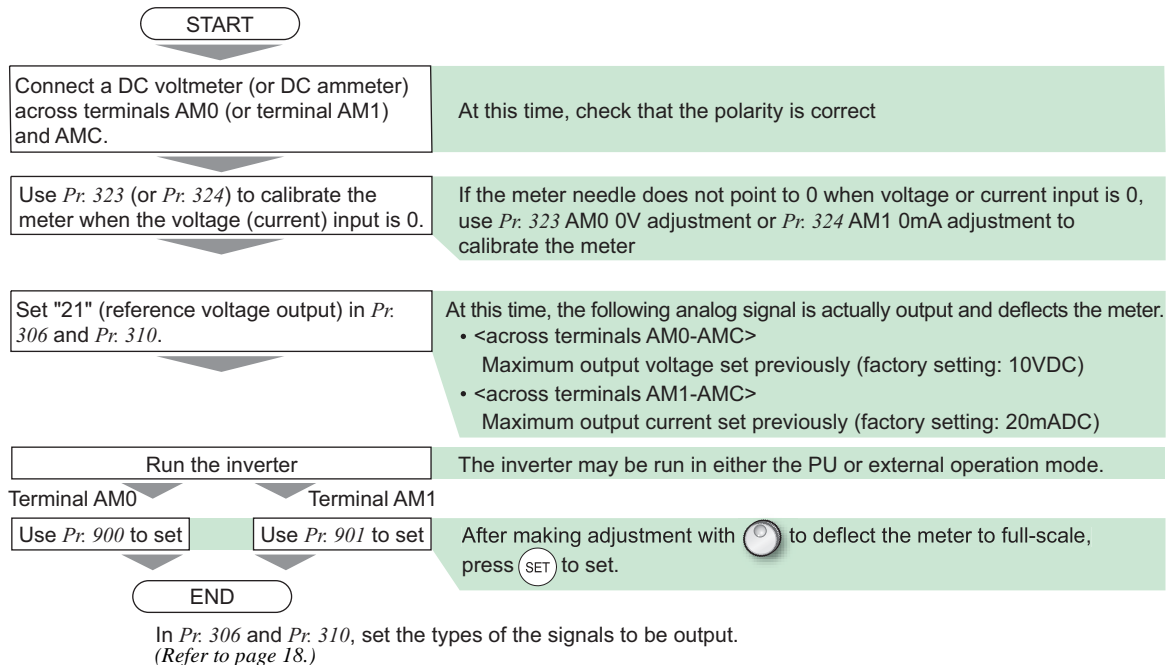 START
Connect a DC voltmeter (or DC ammeter)
across terminals AM0 (or terminal AM1)
and AMC.
At this time, check that the polarity is correct
Use Pr. 323 (or Pr. 324) to calibrate the
meter when the voltage (current) input is 0.
If the meter needle does not point to 0 when voltage or current input is 0,
use Pr. 323 AM0 0V adjustment or Pr. 324 AM1 0mA adjustment to
calibrate the meter
Set "21" (reference voltage output) in Pr.
306 and Pr. 310.
At this time, the following analog signal is actually output and deflects the meter.
• <across terminals AM0-AMC>
Maximum output voltage set previously (factory setting: 10VDC)
• <across terminals AM1-AMC>
Maximum output current set previously (factory setting: 20mADC)
Run the inverter
The inverter may be run in either the PU or external operation mode.
Terminal AM0
Terminal AM1
Use Pr. 900 to set
Use Pr. 901 to set
After making adjustment with to deflect the meter to full-scale,
press SET to set.
END
In Pr. 306 and Pr. 310, set the types of the signals to be output.
(Refer to page 18.)